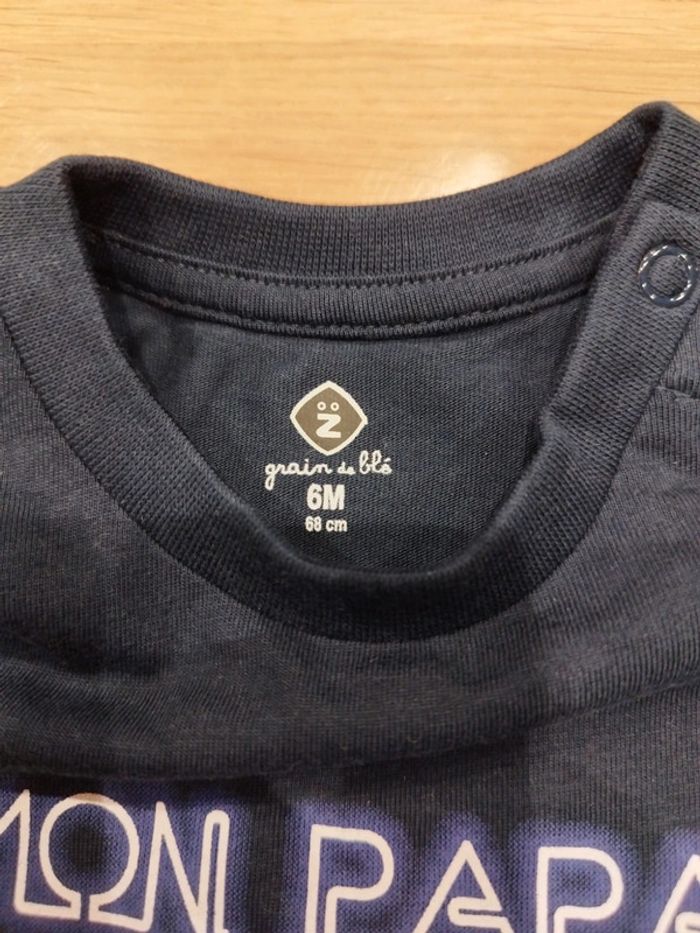 Z̈
grain de blé
6M
68 cm
MON PAPA